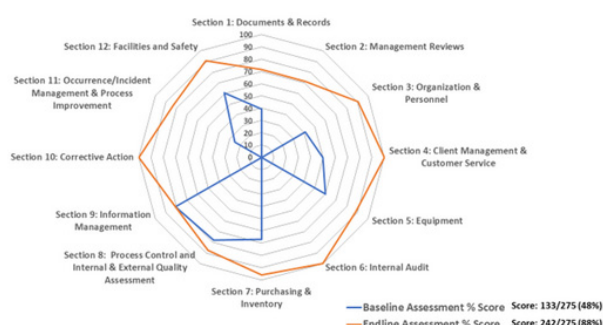 Section 1: Documents & Records
Section 12: Facilities and Safety
Section 2: Management Reviews
Section 11: Occurrence/Incident
Management & Process
Improvement
Section 3: Organization &
Personnel
100
90
80
70
60
50
40
30
20
10
0
Section 10: Corrective Action
Section 4: Client Management &
Customer Service
Section 9: Information
Management
Section 5: Equipment
Section 8: Process Control and
Internal & External Quality
Assessment
Section 6: Internal Audit
Section 7: Purchasing &
Inventory
Baseline Assessment % Score Score: 133/275 (48%)
Endline Assessment % Score Score: 242/275 (88%)